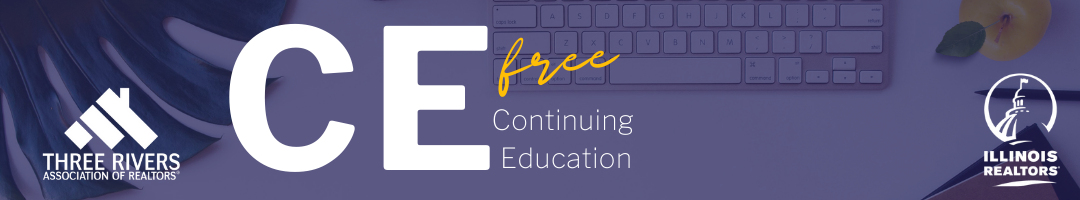 CE
free
Continuing
Education
THREE RIVERS
ASSOCIATION OF REALTORS®
ILLINOIS
REALTORS®